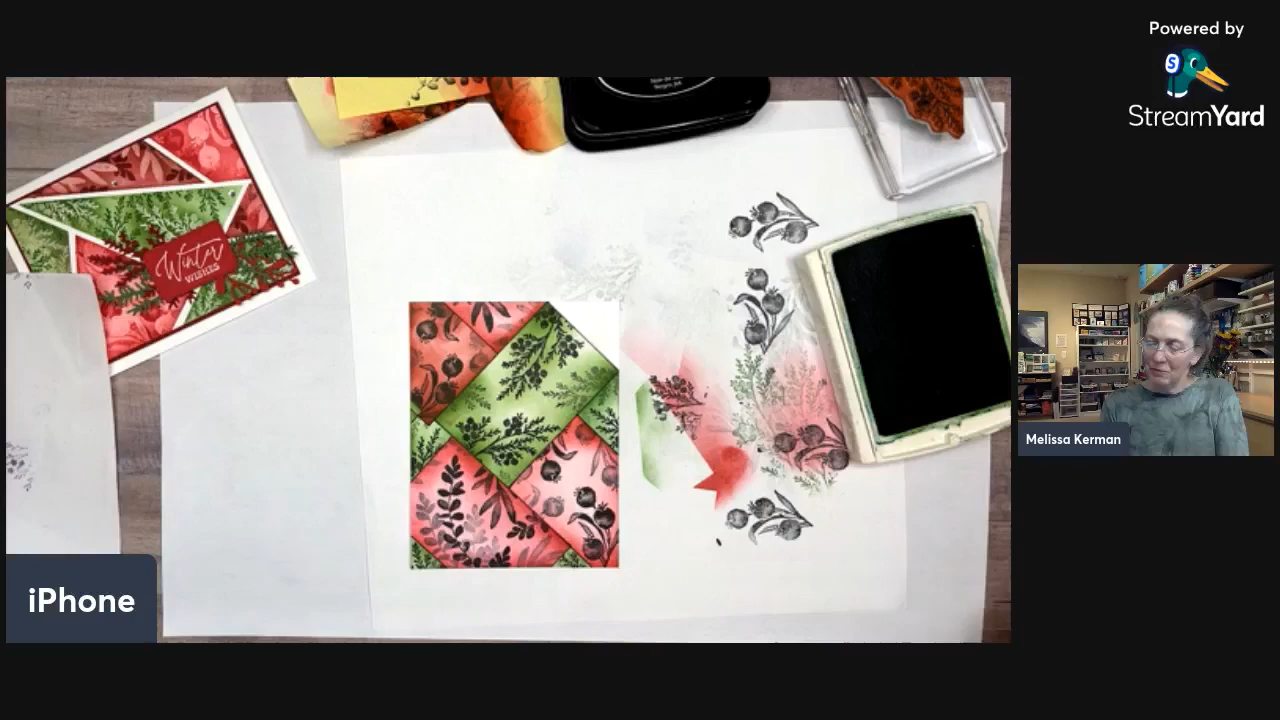 Powered by
S
StreamYard
Winter
WISHES
Melissa Kerman
iPhone